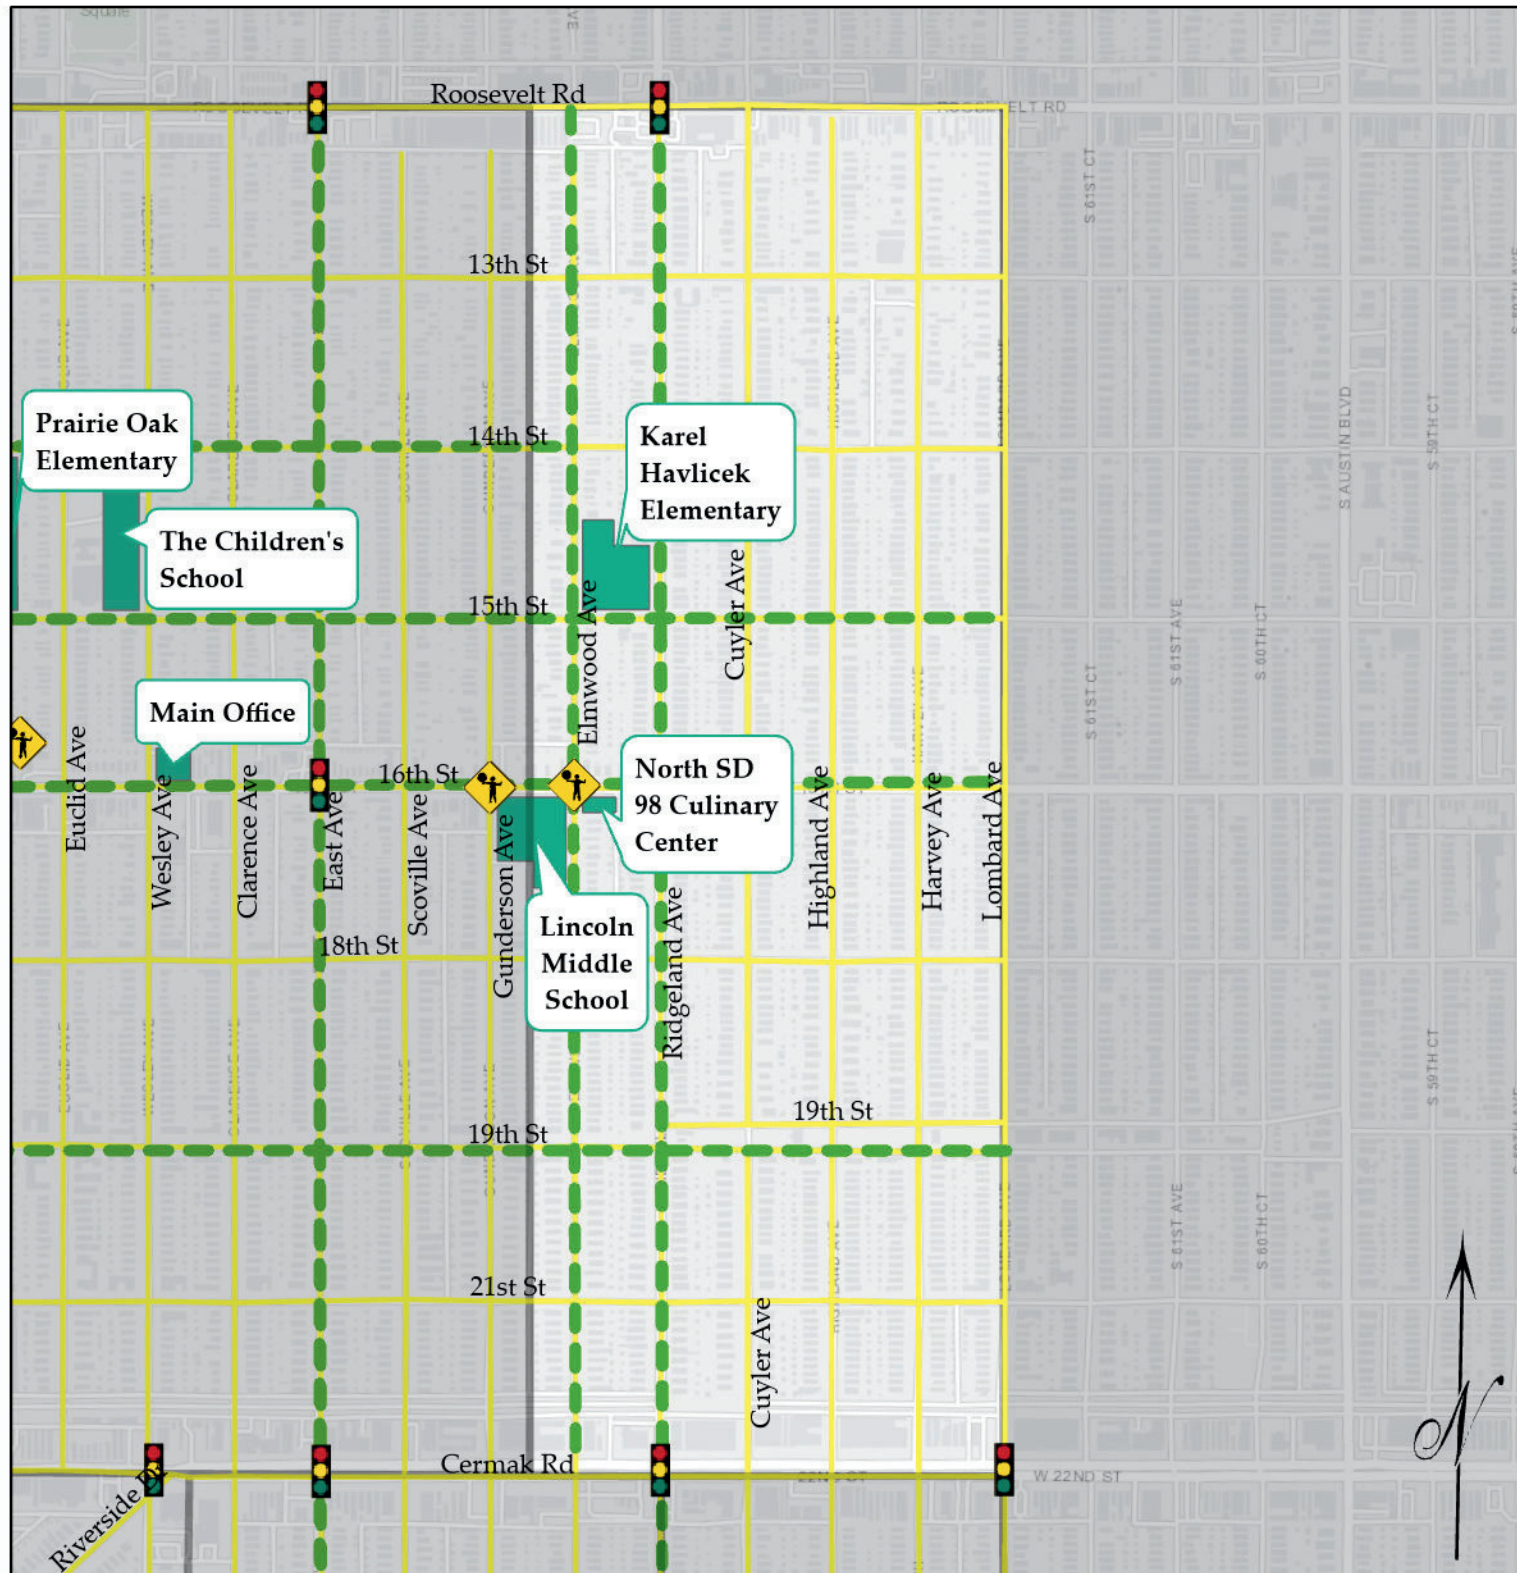 Square
AVE
Roosevelt Rd
ROOSEVELT RD
S 61ST CT
13th St
Prairie Oak
Elementary
14th St
Karel
Havlicek
Elementary
S AUSTIN BLVD
S 59TH CT
The Children's
School
15th St
Elmwood Ave
Cuyler Ave
S 61ST AVE
S 60TH CT
S 61ST CT
Main Office
16th St
North SD
98 Culinary
Center
Euclid Ave
Wesley Ave
Clarence Ave
East Ave
Scoville Ave
Gunderson Ave
Highland Ave
Harvey Ave
Lombard Ave
Lincoln
Middle
School
Ridgeland Ave
18th St
19th St
19th St
S 59TH CT
S 61ST AVE
S 60TH CT
21st St
Cuyler Ave
Cermak Rd
W 22ND ST
Riverside Dr
N